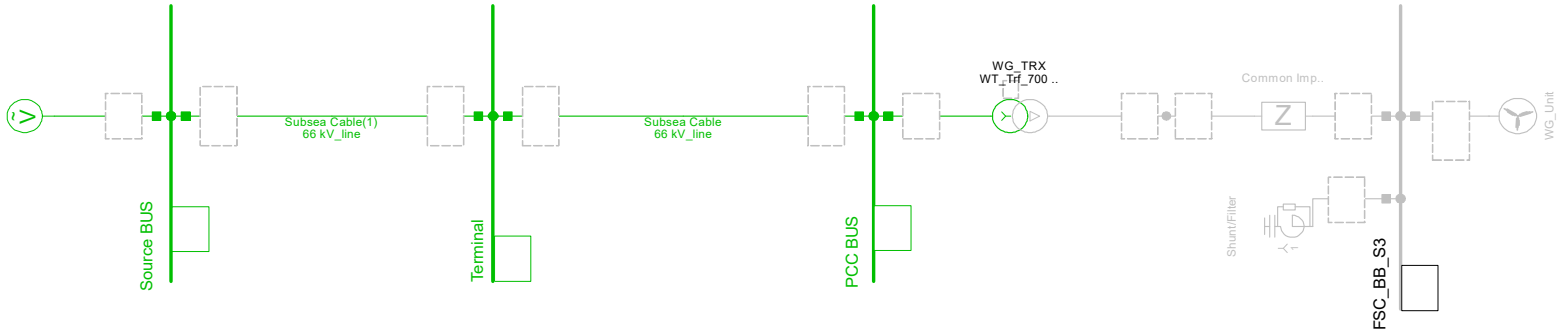 WG_TRX
WT_Trf_700 ..
Common Imp..
Z
WG_Unit
Subsea Cable(1)
66 kV_line
Subsea Cable
66 kV_line
V
~
Source BUS
Terminal
PCC BUS
Shunt/Filter
1
FSC_BB_S3